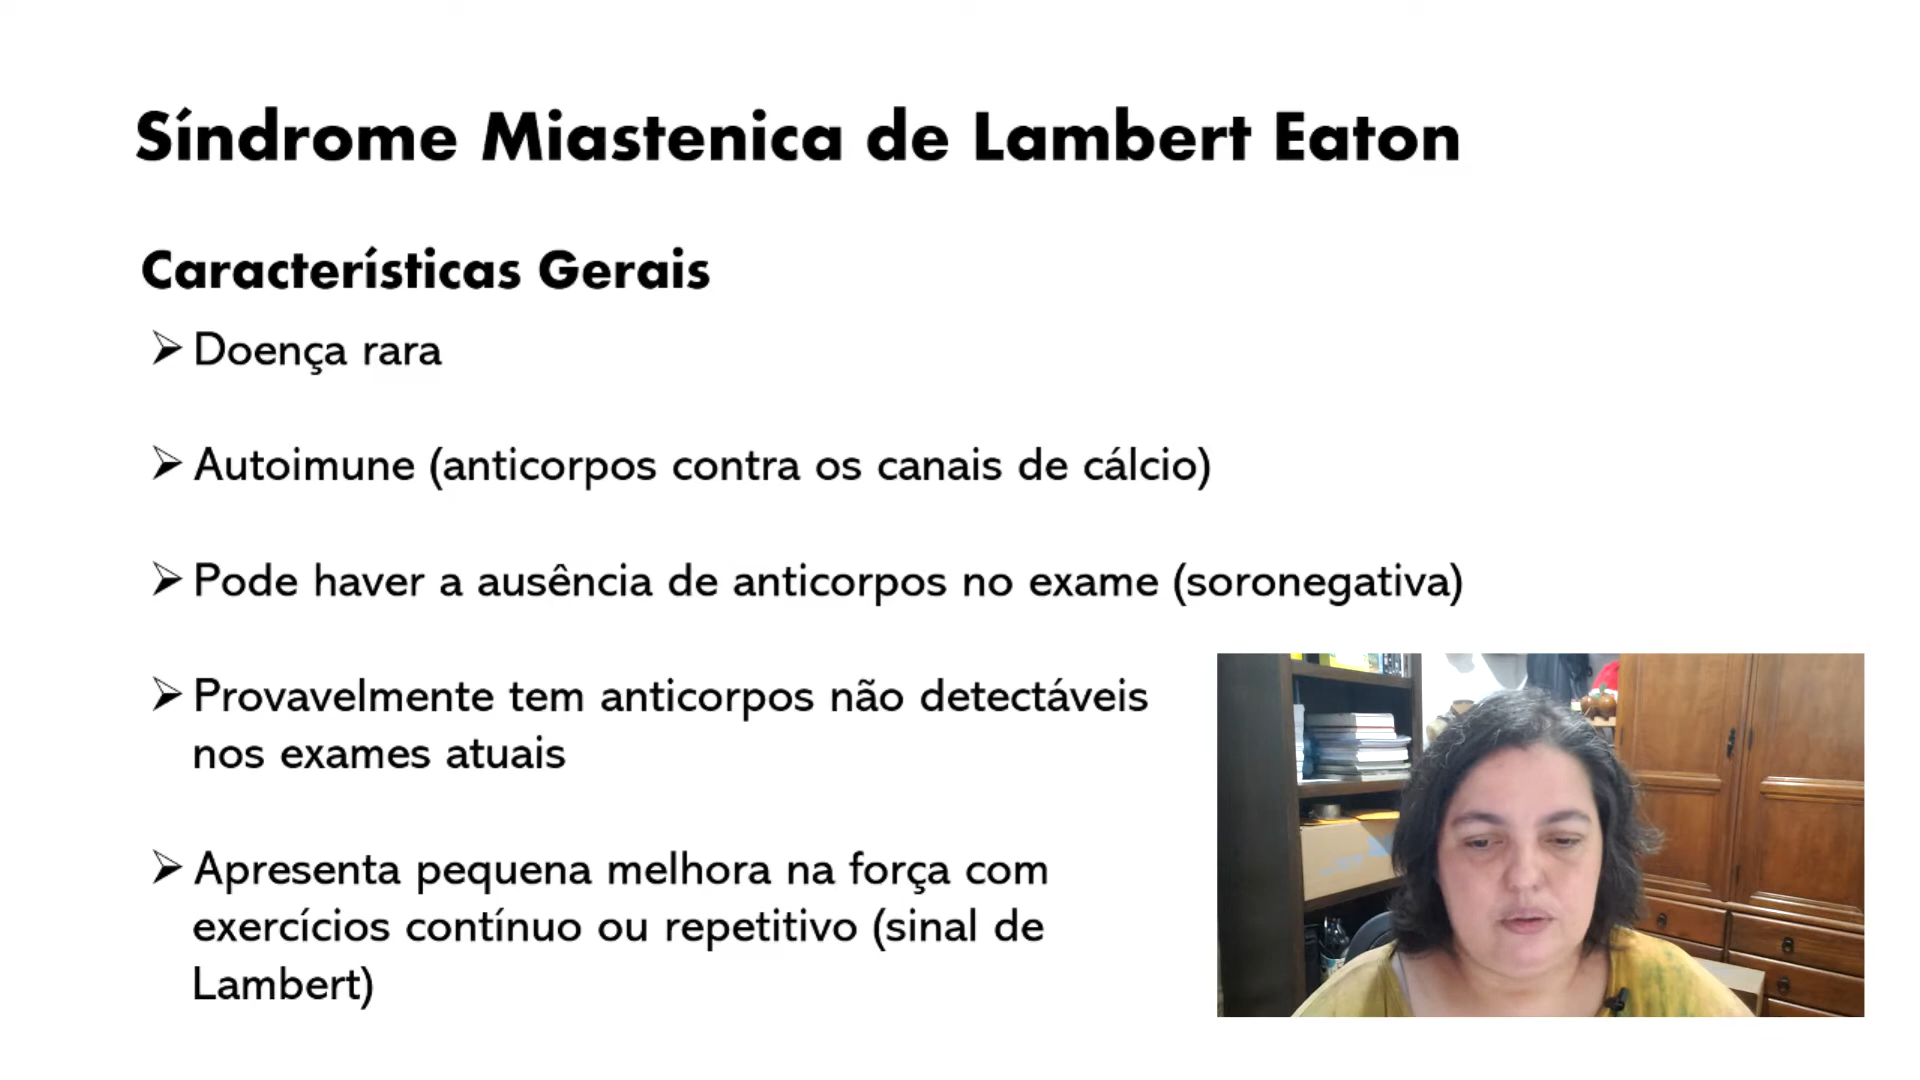 Síndrome Miastenica de Lambert Eaton
Características Gerais
➢ Doença rara
➢ Autoimune (anticorpos contra os canais de cálcio)
➢ Pode haver a ausência de anticorpos no exame (soronegativa)
➢ Provavelmente tem anticorpos não detectáveis
nos exames atuais
➢ Apresenta pequena melhora na força com
exercícios contínuo ou repetitivo (sinal de
Lambert)